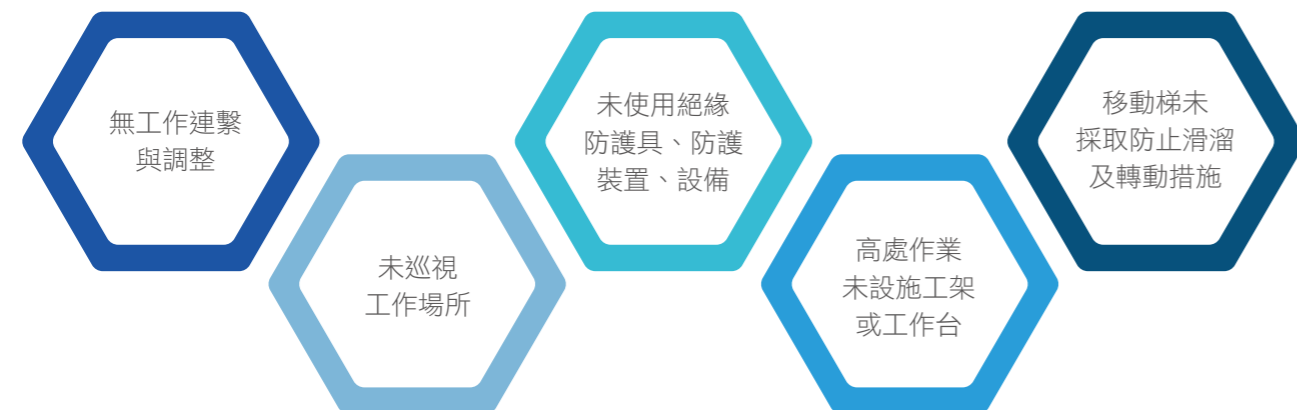 無工作連繫
與調整
未巡視
工作場所
未使用絕緣
防護具、防護
裝置、設備
高處作業
未設施工架
或工作台
移動梯未
採取防止滑溜
及轉動措施